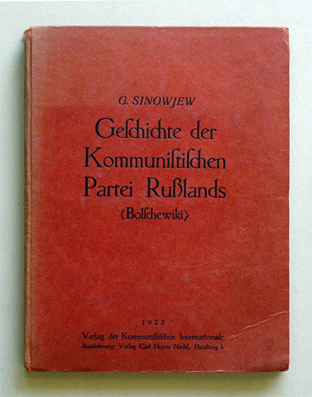 G. SINOWJEW
Geſchichte der
Kommuniſtiſchen
Partei Rußlands
(Bolſchewiki)
1923
Verlag der Kommuniſtiſchen Internationale
Auslieferung: Verlag Carl Hoym Nachf., Hamburg 8